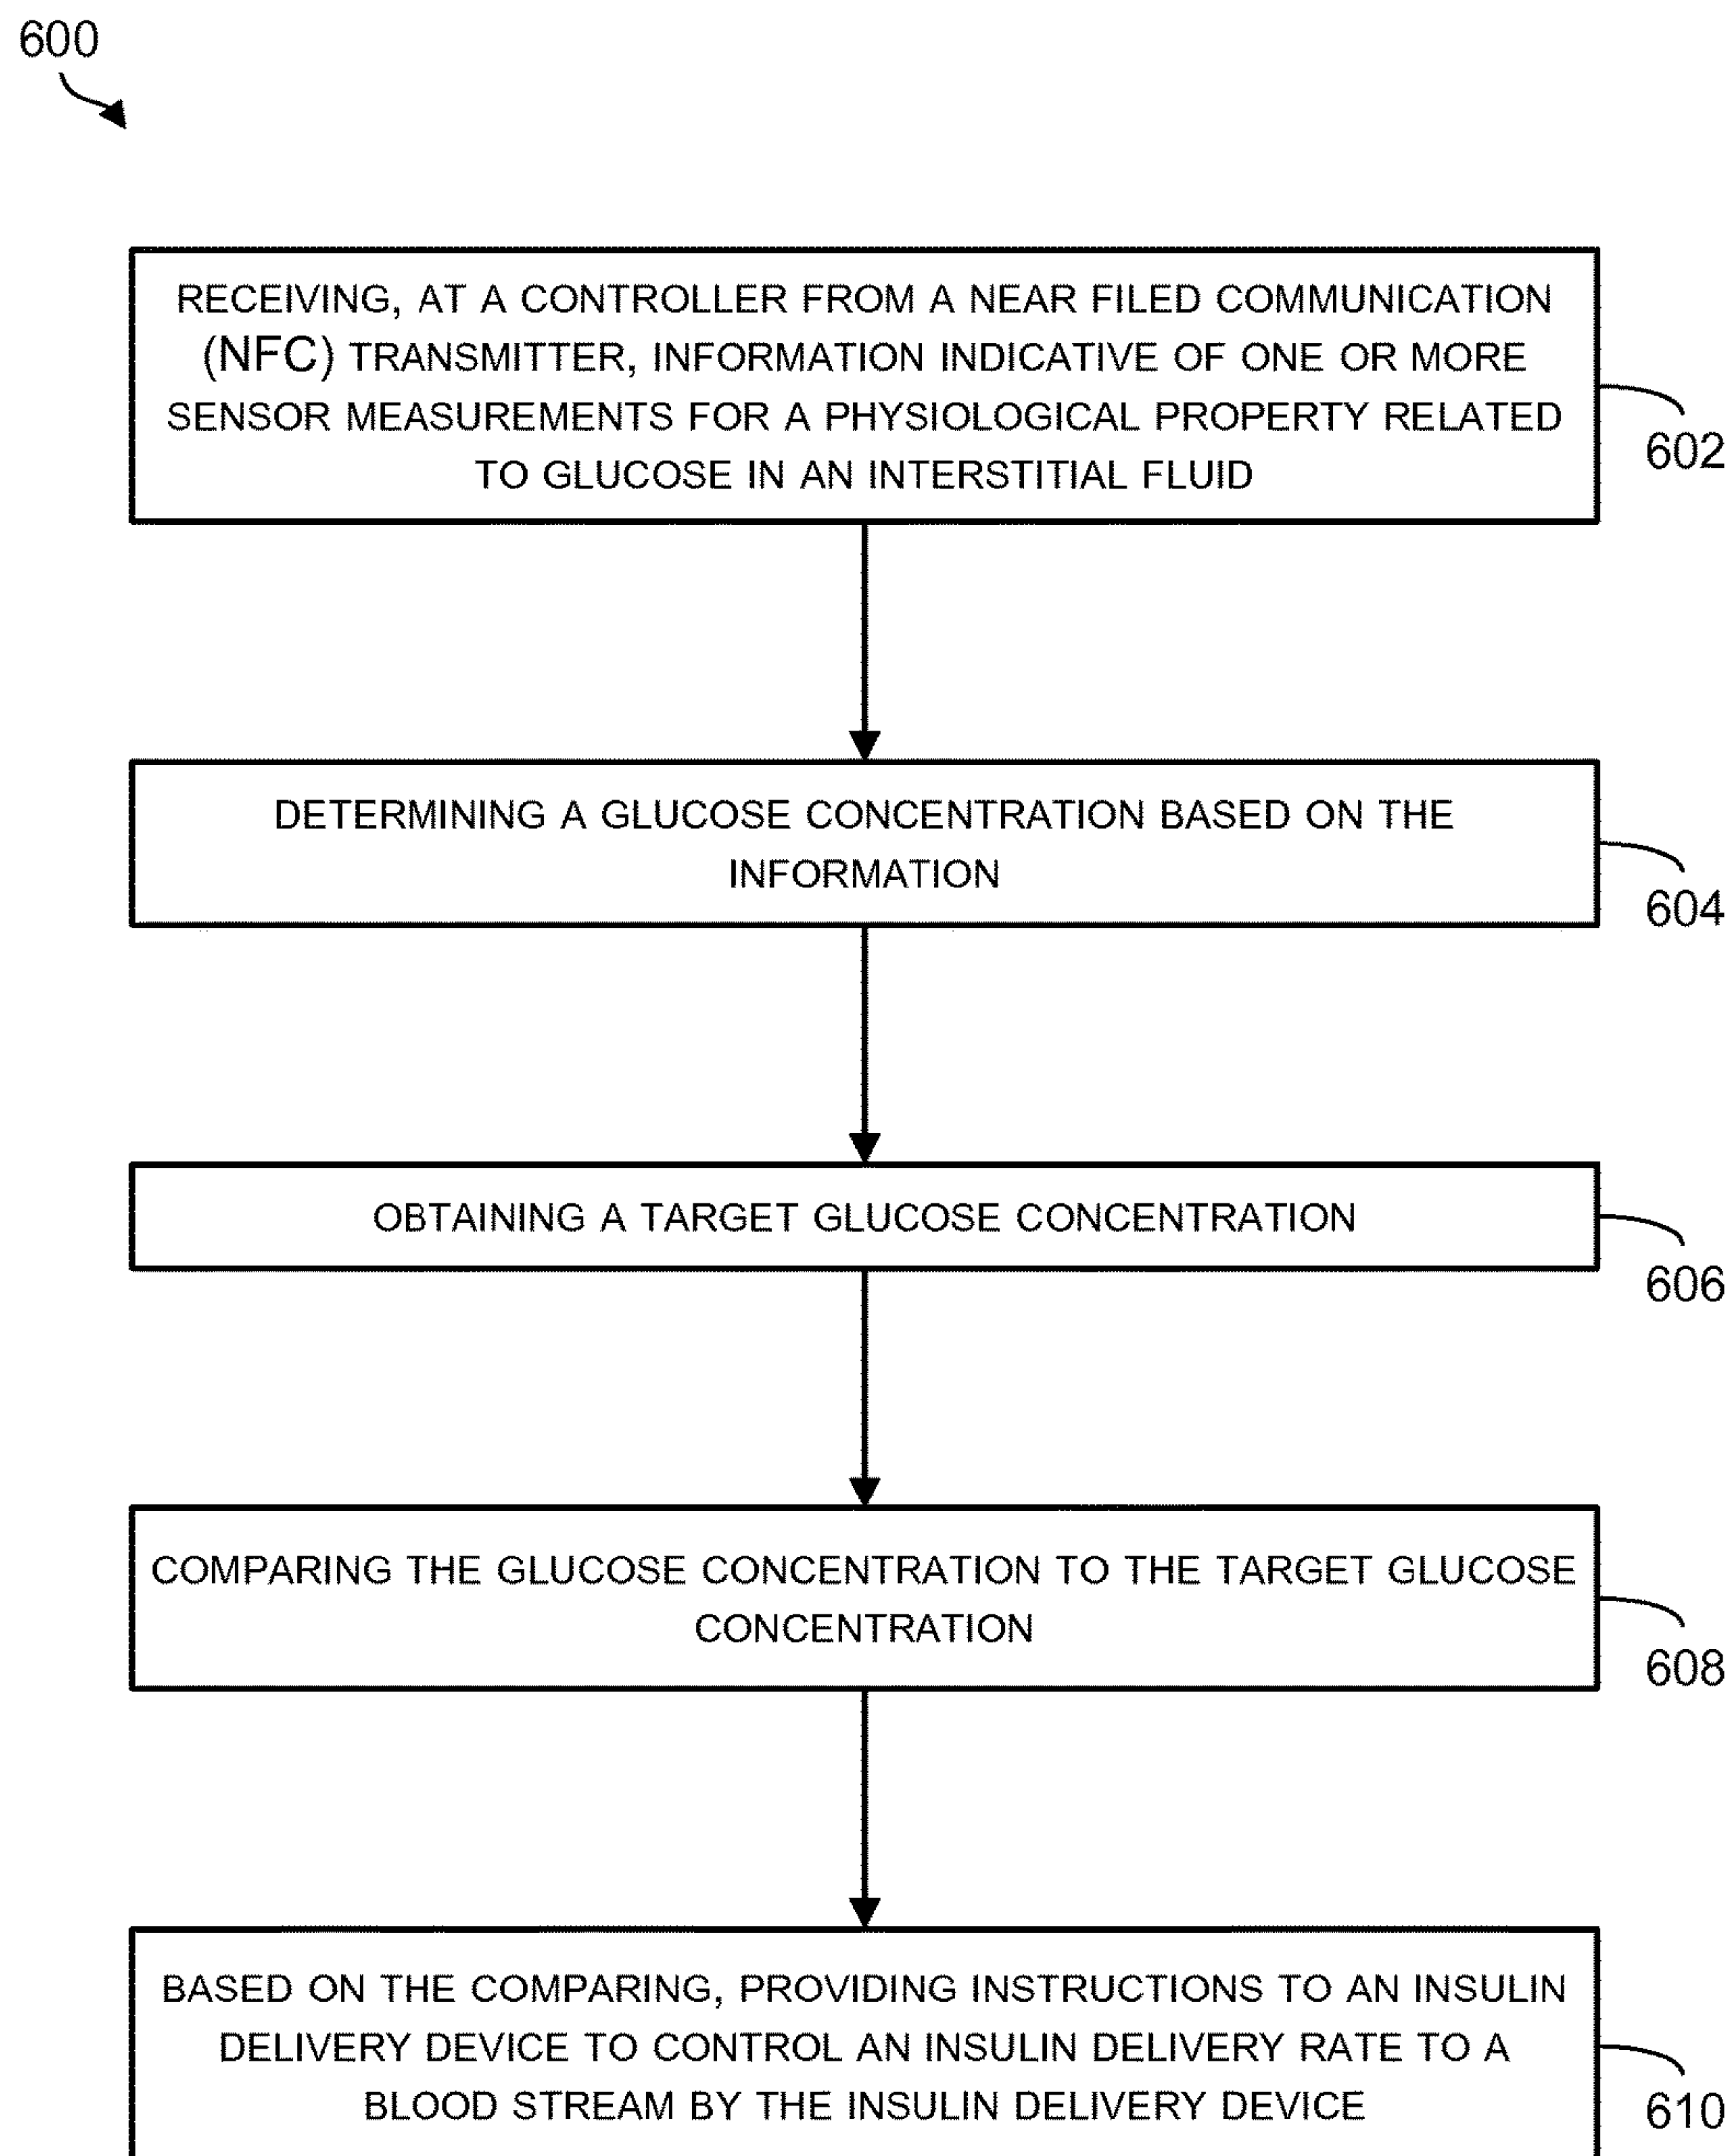 600
RECEIVING, AT A CONTROLLER FROM A NEAR FILED COMMUNICATION
(NFC) TRANSMITTER, INFORMATION INDICATIVE OF ONE OR MORE
SENSOR MEASUREMENTS FOR A PHYSIOLOGICAL PROPERTY RELATED
TO GLUCOSE IN AN INTERSTITIAL FLUID
602
DETERMINING A GLUCOSE CONCENTRATION BASED ON THE
INFORMATION
604
OBTAINING A TARGET GLUCOSE CONCENTRATION
606
COMPARING THE GLUCOSE CONCENTRATION TO THE TARGET GLUCOSE
CONCENTRATION
608
BASED ON THE COMPARING, PROVIDING INSTRUCTIONS TO AN INSULIN
DELIVERY DEVICE TO CONTROL AN INSULIN DELIVERY RATE TO A
BLOOD STREAM BY THE INSULIN DELIVERY DEVICE
610